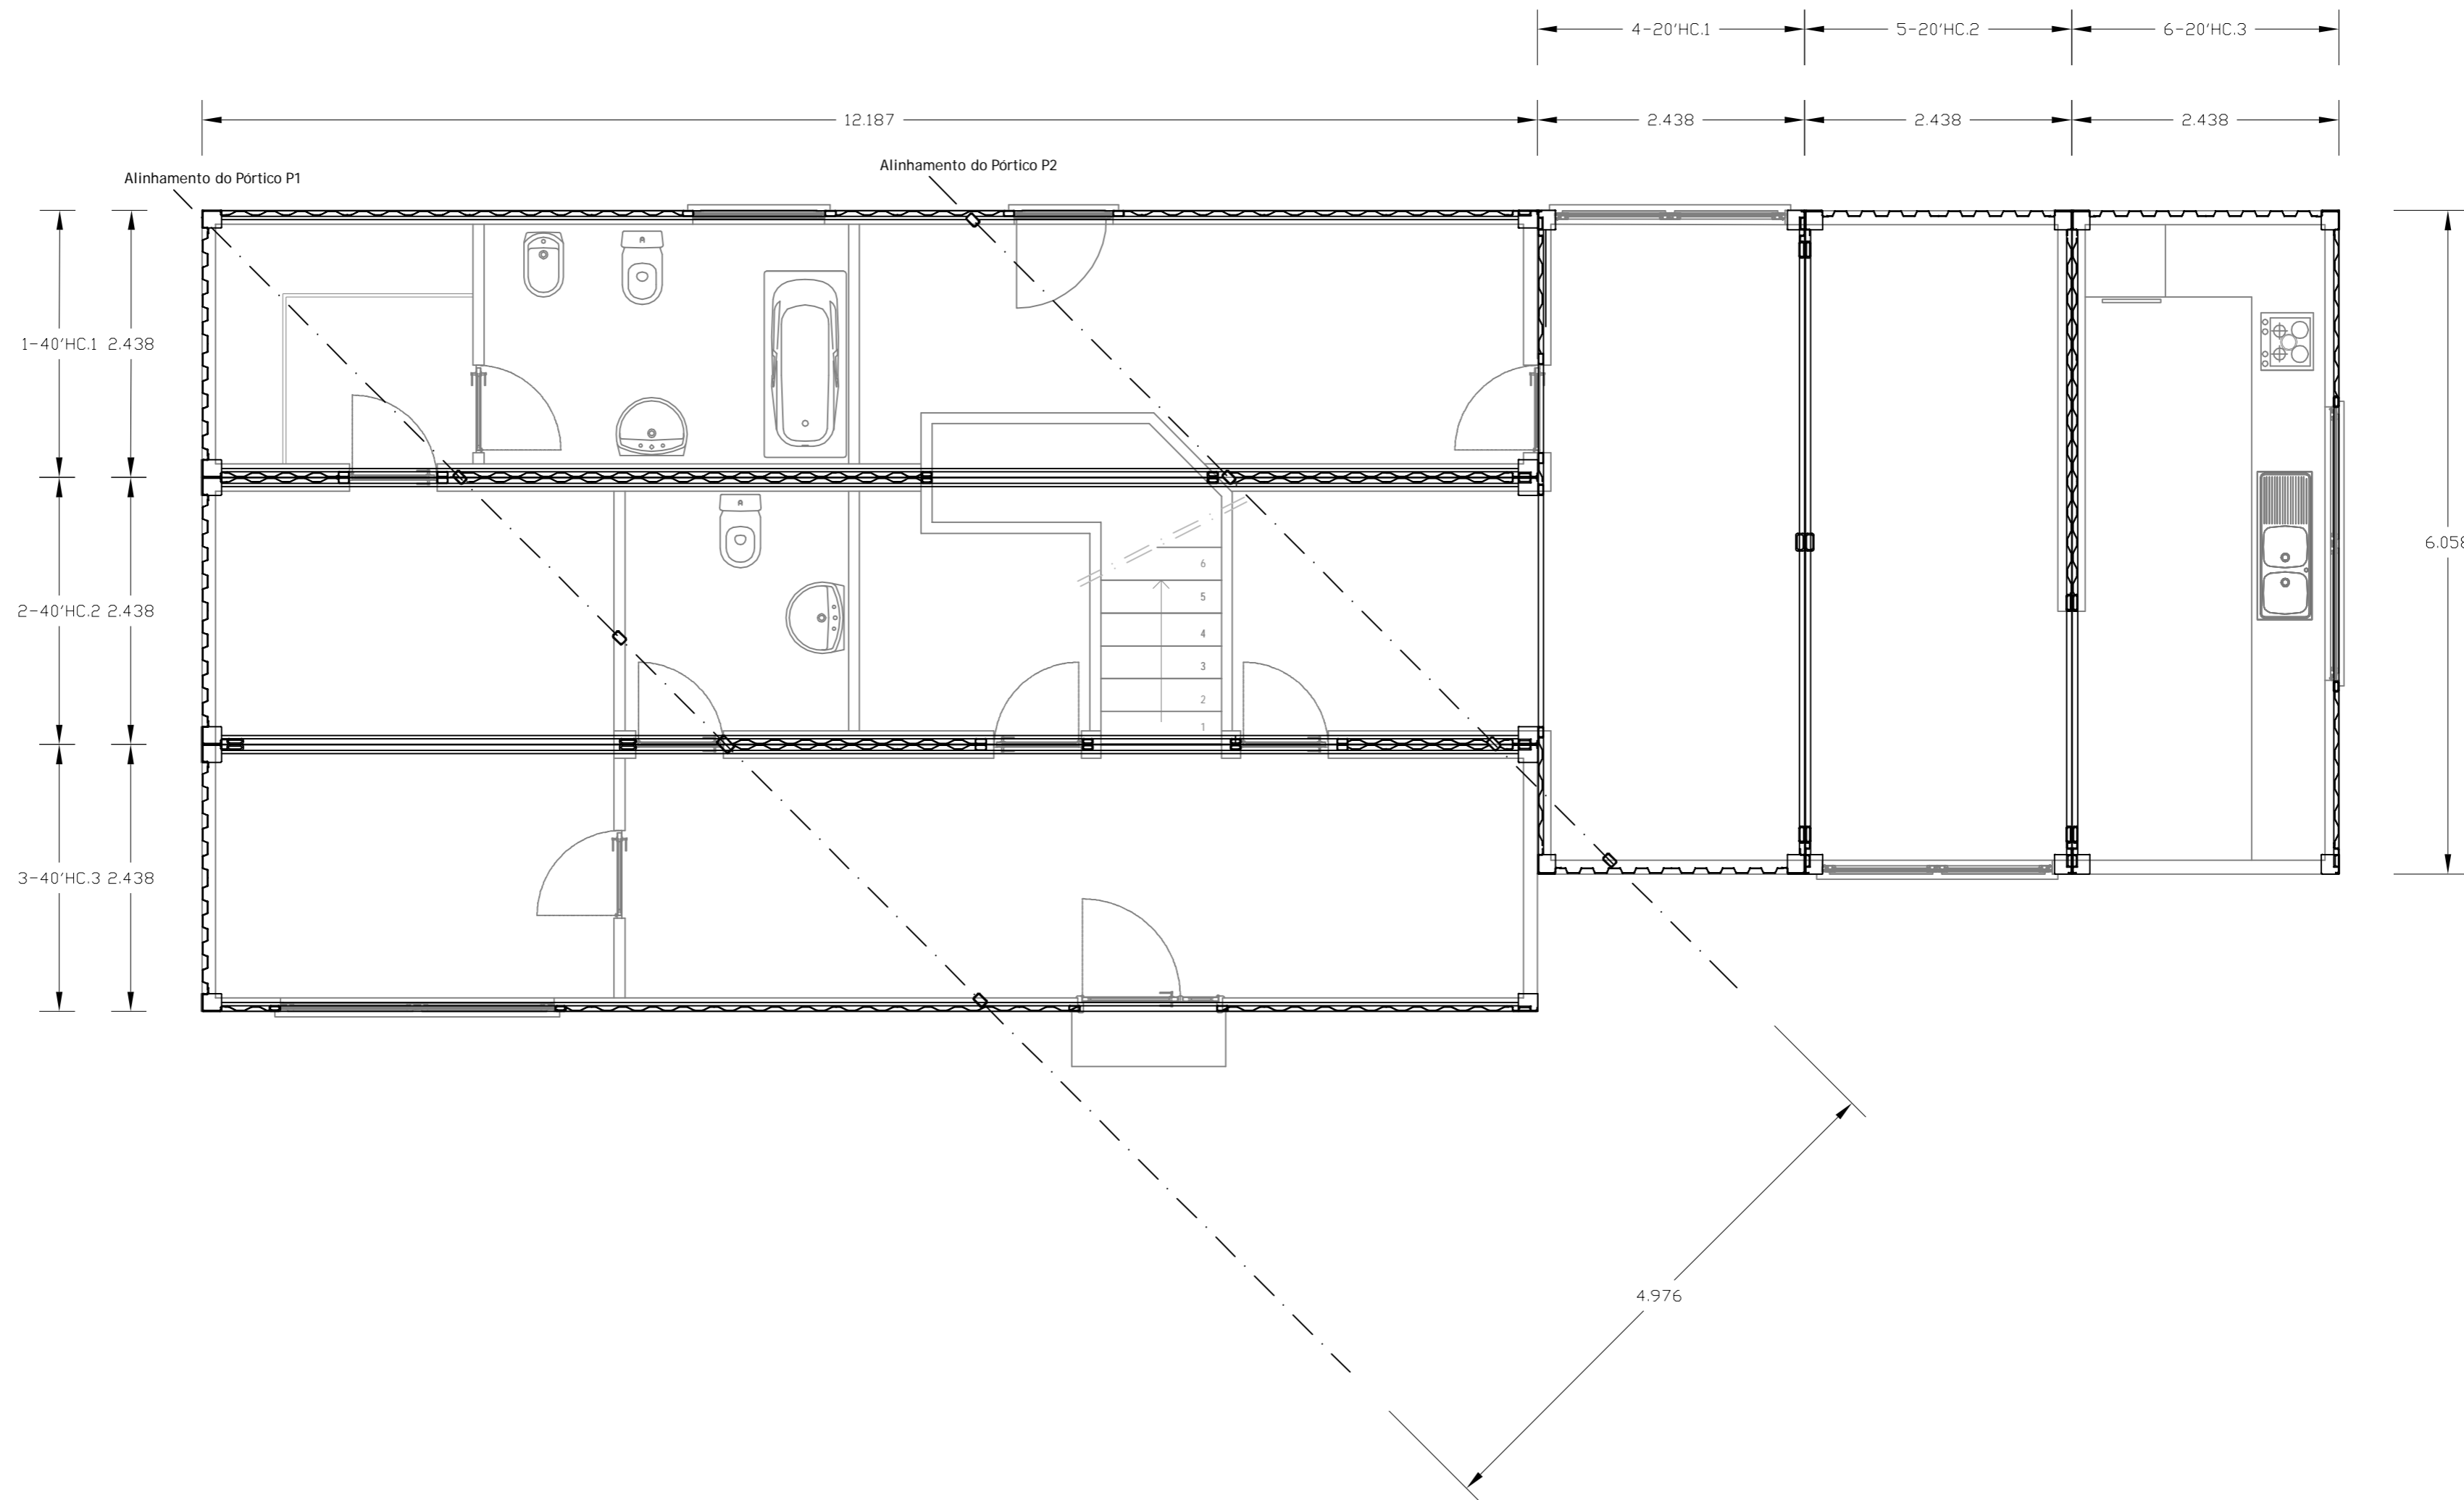 4-20'HC.1 5-20'HC.2 6-20'HC.3
12.187 2.438 2.438 2.438
Alinhamento do Pórtico P2
Alinhamento do Pórtico P1
1-40'HC.1 2.438
6.058
6
5
2-40'HC.2 2.438
4
3
2
1
3-40'HC.3 2.438
4.976